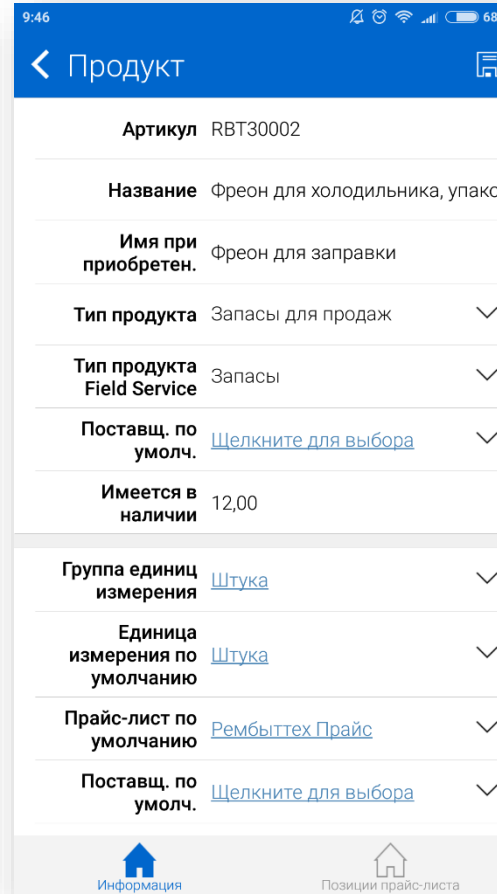 9:46 68
Продукт
Артикул RBT30002
Название Фреон для холодильника, упако
Имя при
приобретен. Фреон для заправки
Тип продукта Запасы для продаж
Тип продукта
Field Service Запасы
Поставщ. по
умолч. Щелкните для выбора
Имеется в
наличии 12,00
Группа единиц
измерения Штука
Единица
измерения по
умолчанию Штука
Прайс-лист по
умолчанию Рембыттех Прайс
Поставщ. по
умолч. Щелкните для выбора
Информация Позиции прайс-листа